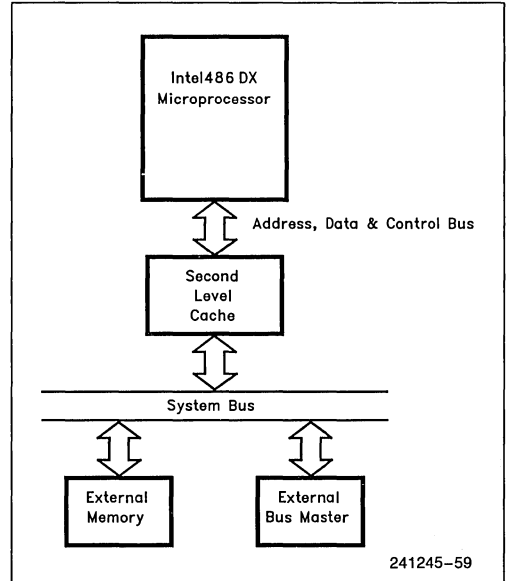 Intel486 DX
Microprocessor
Address, Data & Control Bus
Second
Level
Cache
System Bus
External
Memory
External
Bus Master
241245-59